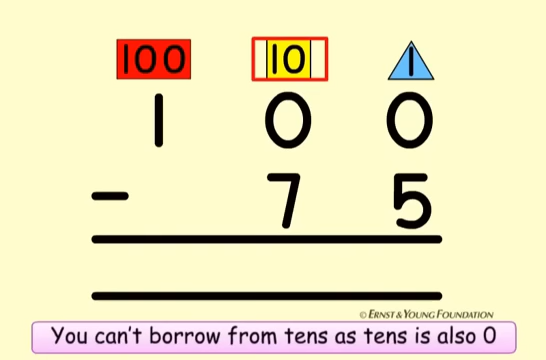 100 10 1
1 0 0
− 7 5
© ERNST & YOUNG FOUNDATION
You can't borrow from tens as tens is also 0